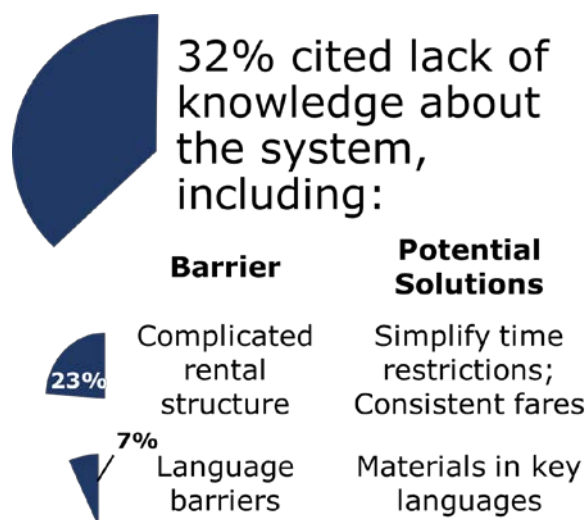 32% cited lack of
knowledge about
the system,
including:
Barrier
Potential
Solutions
23%
Complicated
rental
structure
Simplify time
restrictions;
Consistent fares
7%
Language
barriers
Materials in key
languages